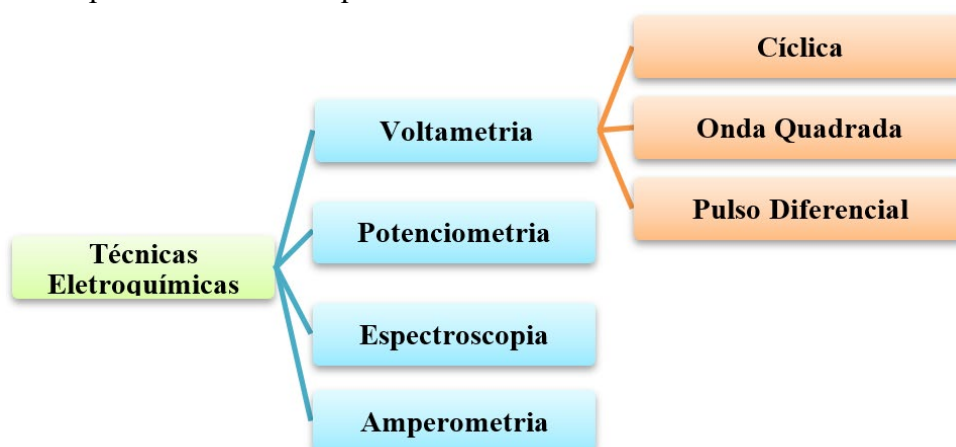 Cíclica
Voltametria
Onda Quadrada
Pulso Diferencial
Potenciometria
Técnicas
Eletroquímicas
Espectroscopia
Amperometria